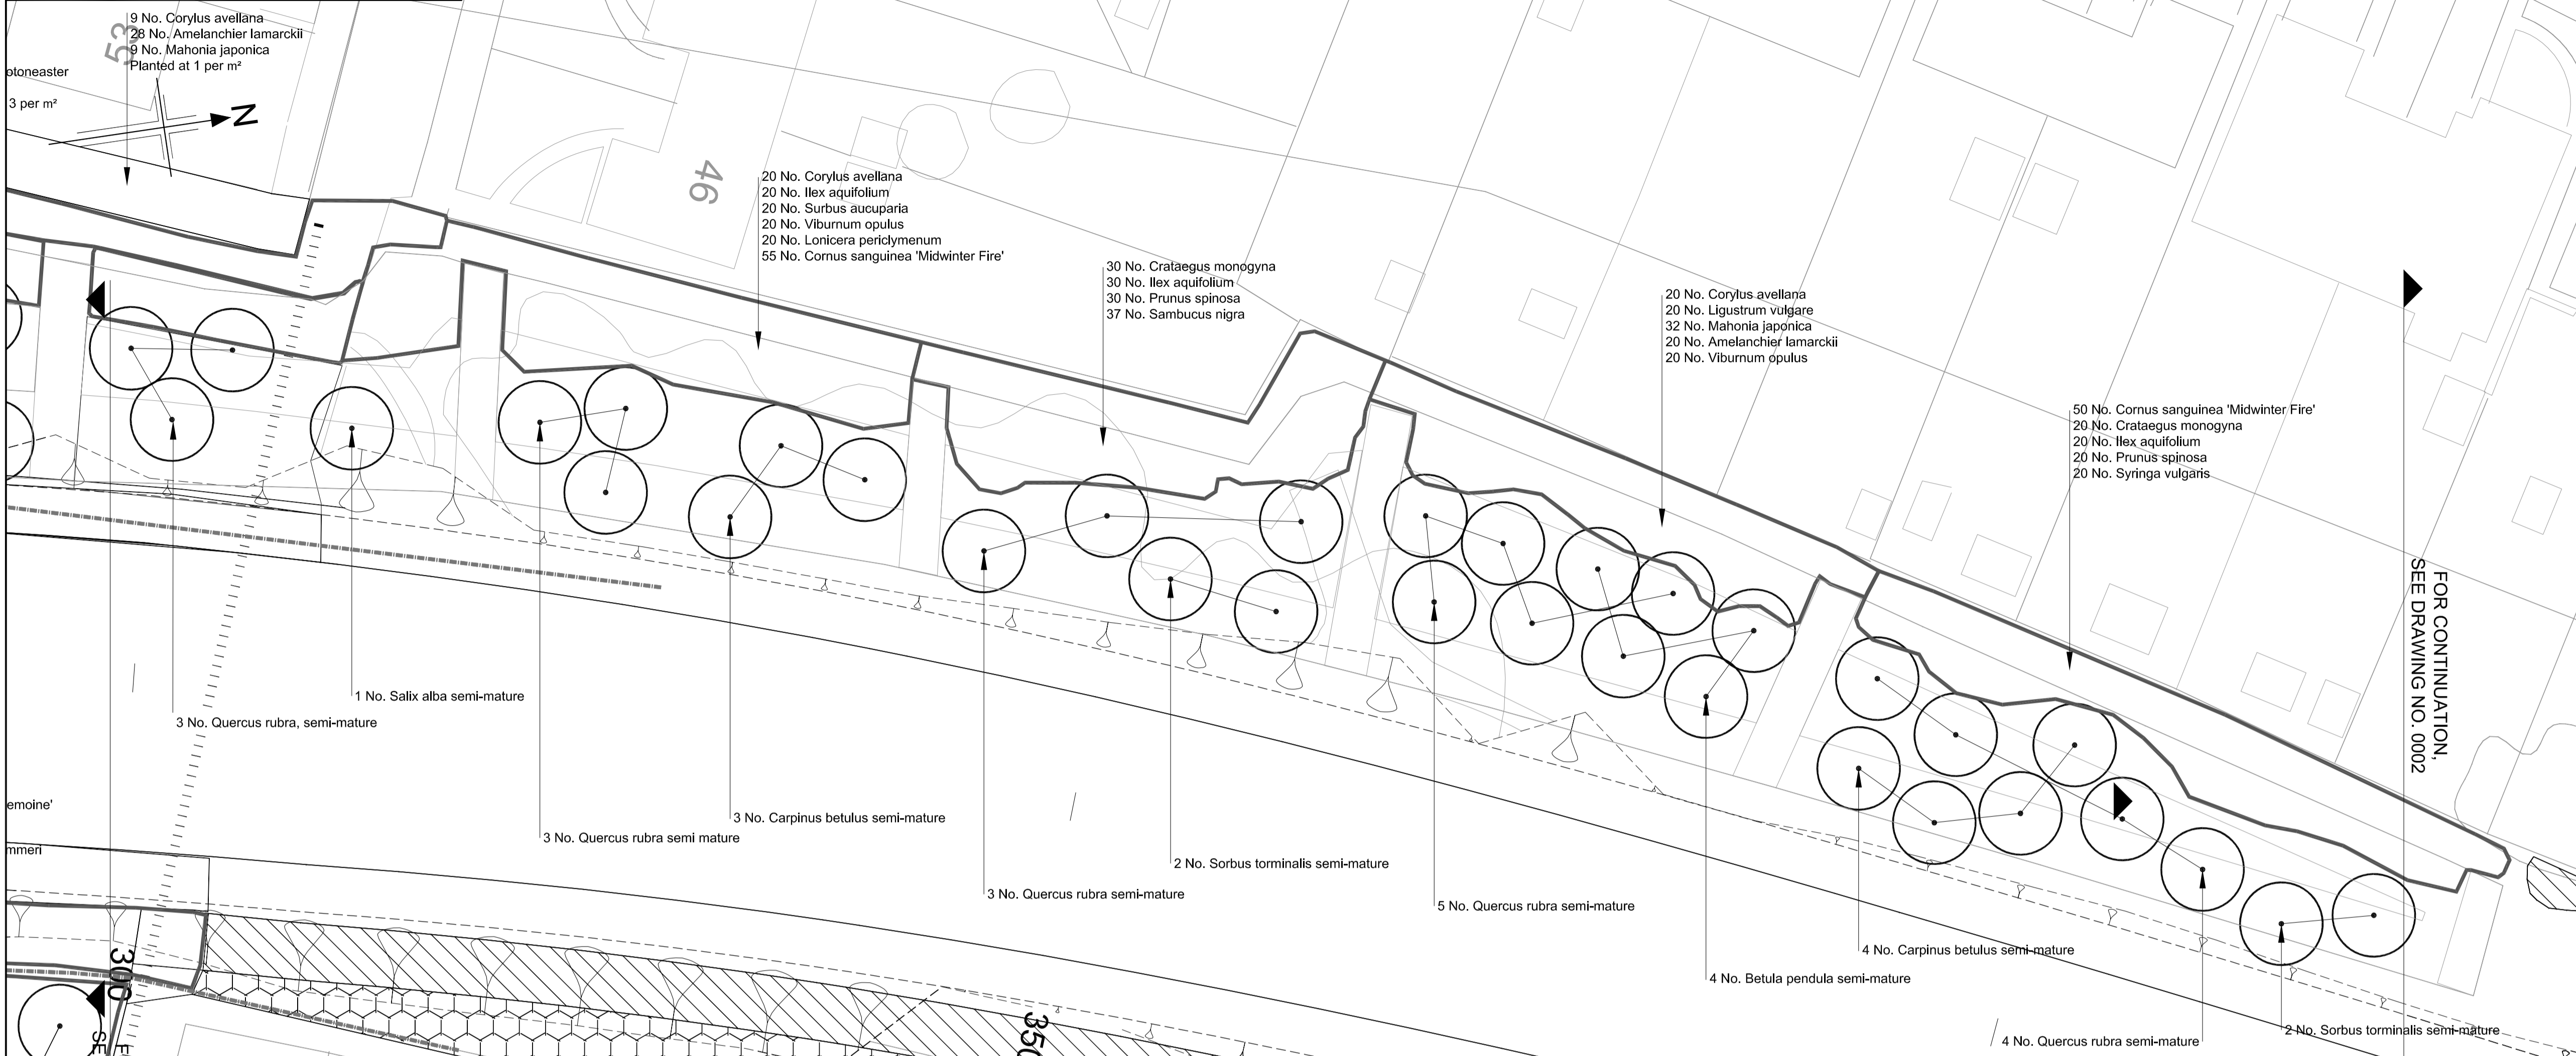 9 No. Corylus avellana
28 No. Amelanchier lamarckii
9 No. Mahonia japonica
Planted at 1 per m²
53
otoneaster
3 per m²
N
46
20 No. Corylus avellana
20 No. Ilex aquifolium
20 No. Surbus aucuparia
20 No. Viburnum opulus
20 No. Lonicera periclymenum
55 No. Cornus sanguinea 'Midwinter Fire'
30 No. Crataegus monogyna
30 No. Ilex aquifolium
30 No. Prunus spinosa
37 No. Sambucus nigra
20 No. Corylus avellana
20 No. Ligustrum vulgare
32 No. Mahonia japonica
20 No. Amelanchier lamarckii
20 No. Viburnum opulus
50 No. Cornus sanguinea 'Midwinter Fire'
20 No. Crataegus monogyna
20 No. Ilex aquifolium
20 No. Prunus spinosa
20 No. Syringa vulgaris
FOR CONTINUATION,
SEE DRAWING NO. 0002
1 No. Salix alba semi-mature
3 No. Quercus rubra, semi-mature
emoine'
3 No. Carpinus betulus semi-mature
3 No. Quercus rubra semi mature
mmeri
2 No. Sorbus torminalis semi-mature
3 No. Quercus rubra semi-mature
5 No. Quercus rubra semi-mature
4 No. Carpinus betulus semi-mature
4 No. Betula pendula semi-mature
2 No. Sorbus torminalis semi-mature
4 No. Quercus rubra semi-mature
300
350
F
SE